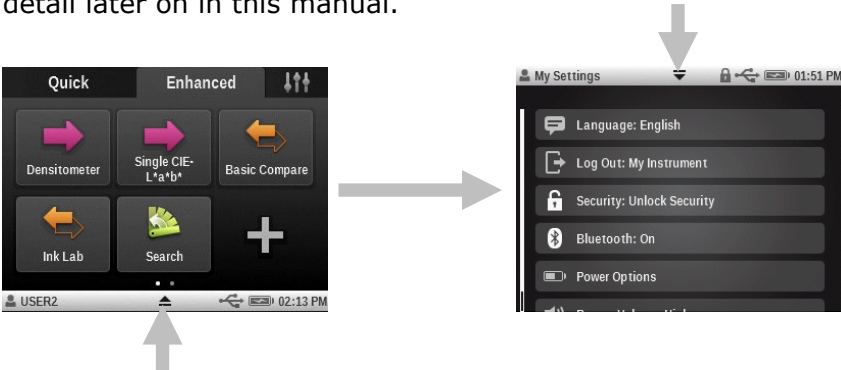 detail later on in this manual.
Quick Enhanced
Densitometer
Single CIE-
L*a*b*
Basic Compare
Ink Lab
Search
USER2 02:13 PM
My Settings 01:51 PM
Language: English
Log Out: My Instrument
Security: Unlock Security
Bluetooth: On
Power Options